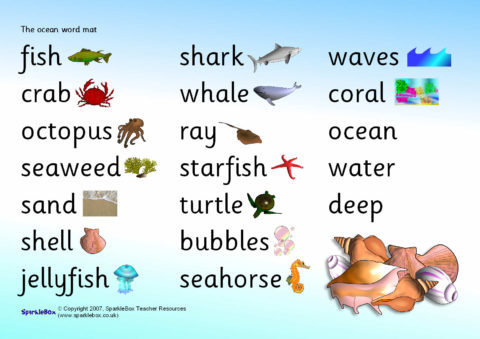 The ocean word mat
fish
crab
octopus
seaweed
sand
shell
jellyfish
shark
whale
ray
starfish
turtle
bubbles
seahorse
waves
coral
ocean
water
deep
SparkleBox © Copyright 2007, SparkleBox Teacher Resources
(www.sparklebox.co.uk)